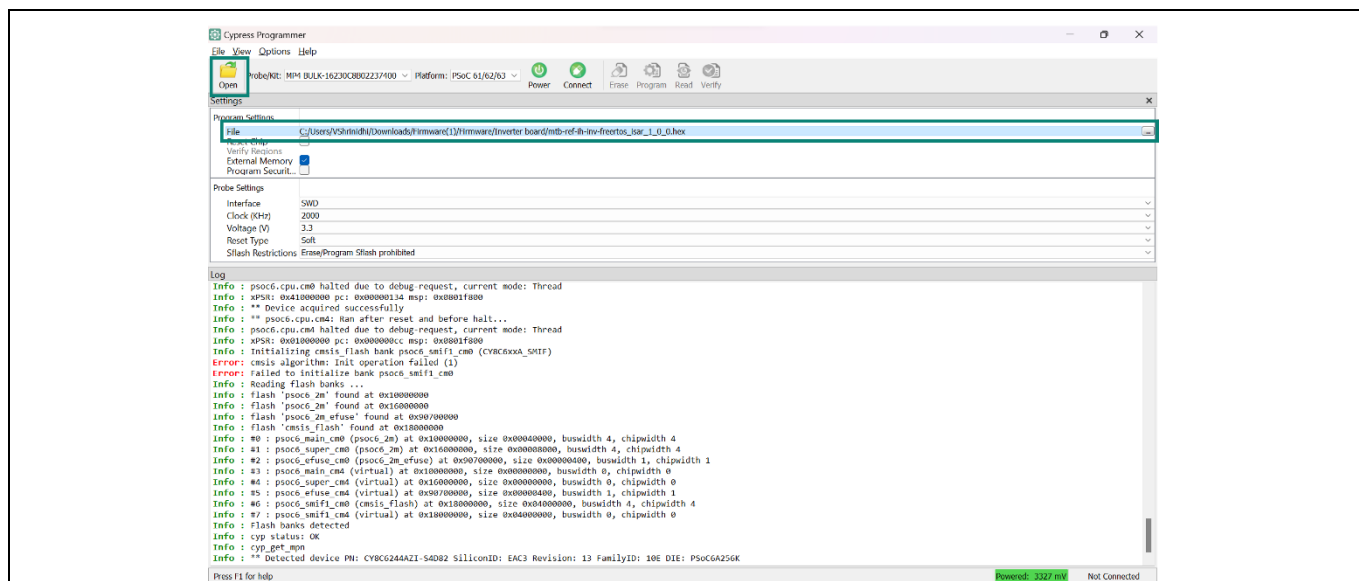 Cypress Programmer
File View Options Help
Open Probe/Kit: MPM BULK-16230C8B02237400 Platform: PSoC 61/62/63 Power Connect Erase Program Read Verify
Settings
Program Settings
File C:/Users/VShrinidhi/Downloads/Firmware(1)/Firmware/Inverter board/mtb-ref-ih-inv-freertos_isar_1_0_0.hex ...
Reset Chip
Verify Regions
External Memory
Program Securit...
Probe Settings
Interface SWD
Clock (KHz) 2000
Voltage (V) 3.3
Reset Type Soft
Sflash Restrictions Erase/Program Sflash prohibited
Log
Info : psoc6.cpu.cm0 halted due to debug-request, current mode: Thread
Info : xPSR: 0x41000000 pc: 0x00000134 msp: 0x0801f800
Info : ** Device acquired successfully
Info : ** psoc6.cpu.cm4: Ran after reset and before halt...
Info : psoc6.cpu.cm4 halted due to debug-request, current mode: Thread
Info : xPSR: 0x01000000 pc: 0x000000cc msp: 0x0801f800
Info : Initializing cmsis_flash bank psoc6_smif1_cm0 (CY8C6xxA_SMIF)
Error: cmsis algorithm: Init operation failed (1)
Error: Failed to initialize bank psoc6_smif1_cm0
Info : Reading flash banks ...
Info : flash 'psoc6_2m' found at 0x10000000
Info : flash 'psoc6_2m' found at 0x16000000
Info : flash 'psoc6_2m_efuse' found at 0x90700000
Info : flash 'cmsis_flash' found at 0x18000000
Info : #0 : psoc6_main_cm0 (psoc6_2m) at 0x10000000, size 0x00040000, buswidth 4, chipwidth 4
Info : #1 : psoc6_super_cm0 (psoc6_2m) at 0x16000000, size 0x00008000, buswidth 4, chipwidth 4
Info : #2 : psoc6_efuse_cm0 (psoc6_2m_efuse) at 0x90700000, size 0x00000400, buswidth 1, chipwidth 1
Info : #3 : psoc6_main_cm4 (virtual) at 0x10000000, size 0x00000000, buswidth 0, chipwidth 0
Info : #4 : psoc6_super_cm4 (virtual) at 0x16000000, size 0x00000000, buswidth 0, chipwidth 0
Info : #5 : psoc6_efuse_cm4 (virtual) at 0x90700000, size 0x00000400, buswidth 1, chipwidth 1
Info : #6 : psoc6_smif1_cm0 (cmsis_flash) at 0x18000000, size 0x04000000, buswidth 4, chipwidth 4
Info : #7 : psoc6_smif1_cm4 (virtual) at 0x18000000, size 0x04000000, buswidth 0, chipwidth 0
Info : Flash banks detected
Info : cyp status: OK
Info : cyp_get_mpn
Info : ** Detected device PN: CY8C6244AZI-S4D82 SiliconID: EAC3 Revision: 13 FamilyID: 10E DIE: PSoC6A256K
Press F1 for help Powered: 3327 mV Not Connected